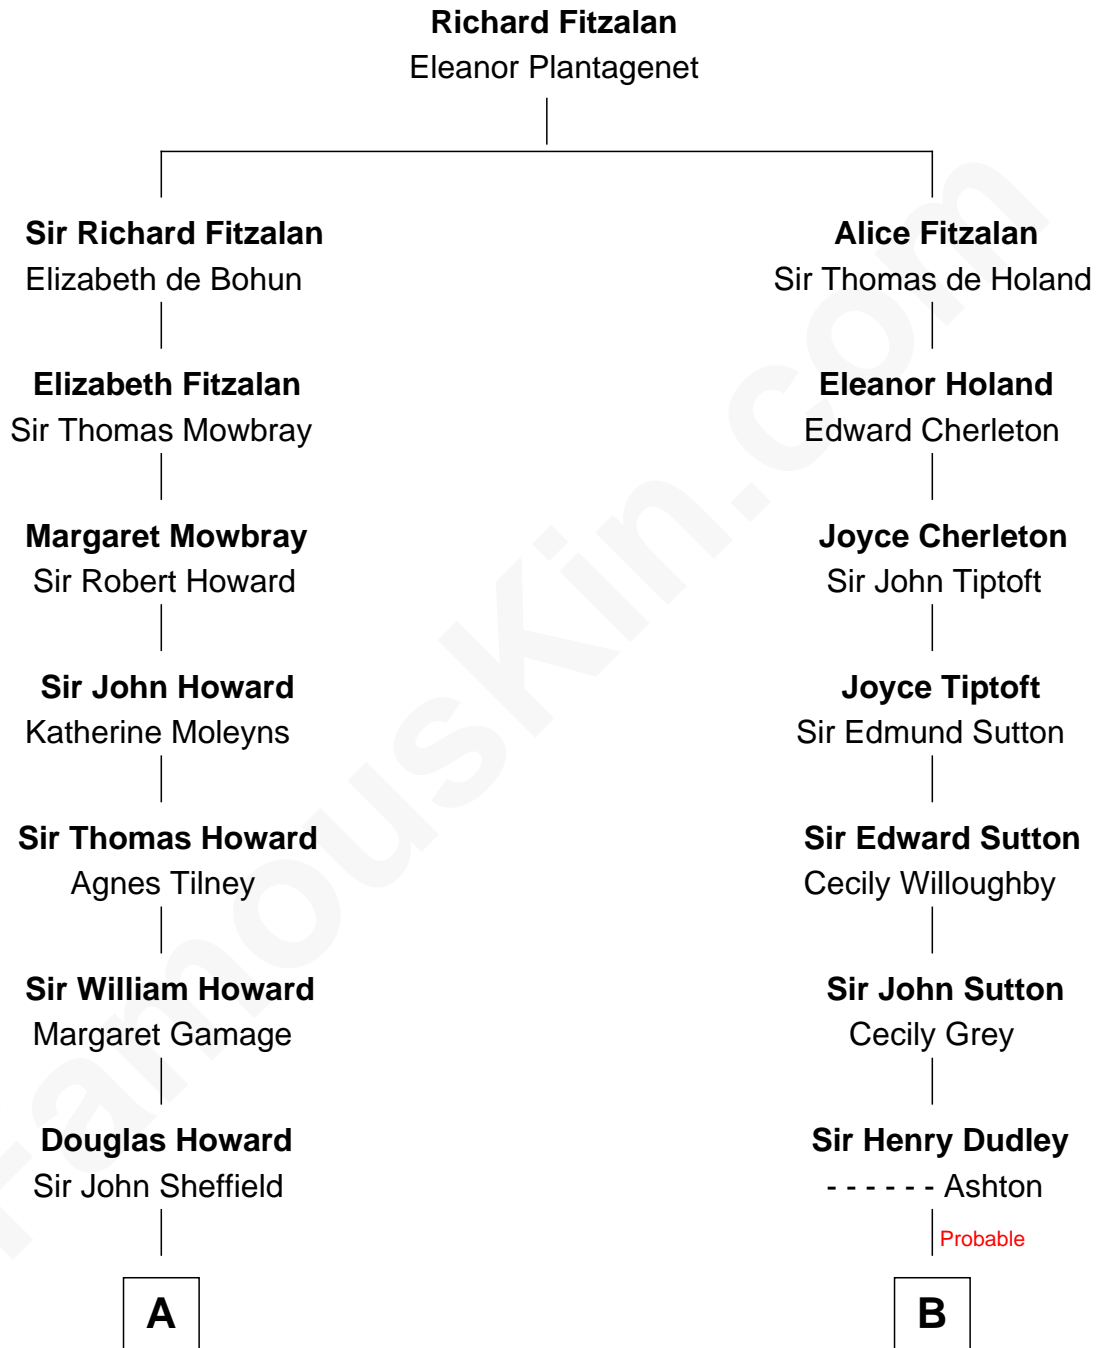 Richard Fitzalan
Eleanor Plantagenet
Sir Richard Fitzalan
Elizabeth de Bohun
Alice Fitzalan
Sir Thomas de Holand
Elizabeth Fitzalan
Sir Thomas Mowbray
Eleanor Holand
Edward Cherleton
Margaret Mowbray
Sir Robert Howard
Joyce Cherleton
Sir John Tiptoft
Sir John Howard
Katherine Moleyns
Joyce Tiptoft
Sir Edmund Sutton
Sir Thomas Howard
Agnes Tilney
Sir Edward Sutton
Cecily Willoughby
Sir William Howard
Margaret Gamage
Sir John Sutton
Cecily Grey
Douglas Howard
Sir John Sheffield
Sir Henry Dudley
- - - - - - Ashton
Probable
A
B
FamousKin.com